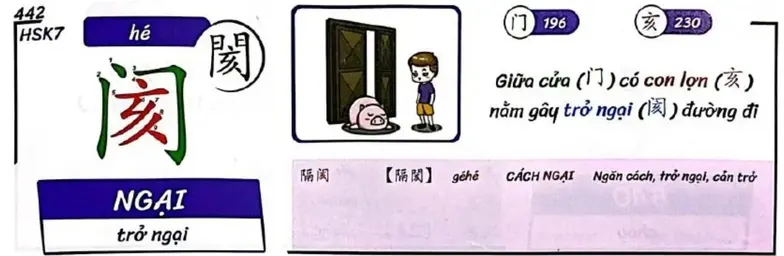 442
HSK7
hé
阂
閡
NGẠI
trở ngại
门 196
亥 230
Giữa cửa (门) có con lợn (亥)
nằm gây trở ngại (阂) đường đi
隔阂 【隔閡】 géhé CÁCH NGẠI Ngăn cách, trở ngại, cản trở